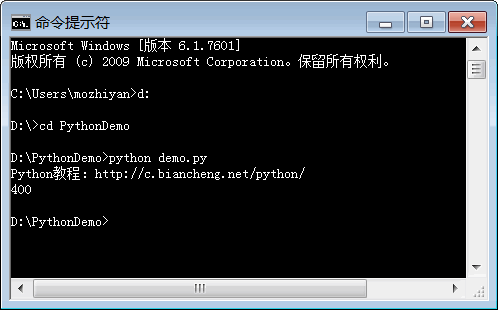 命令提示符
Microsoft Windows [版本 6.1.7601]
版权所有 (c) 2009 Microsoft Corporation。保留所有权利。
C:\Users\mozhiyan>d:
D:\>cd PythonDemo
D:\PythonDemo>python demo.py
Python教程: http://c.biancheng.net/python/
400
D:\PythonDemo>